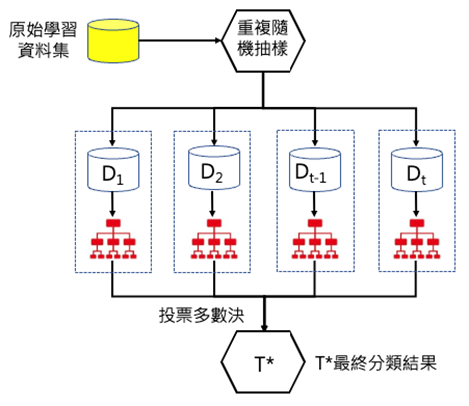 原始學習
資料集
重複隨
機抽樣
D₁
D₂
Dₜ₋₁
Dₜ
投票多數決
T*
T*最終分類結果